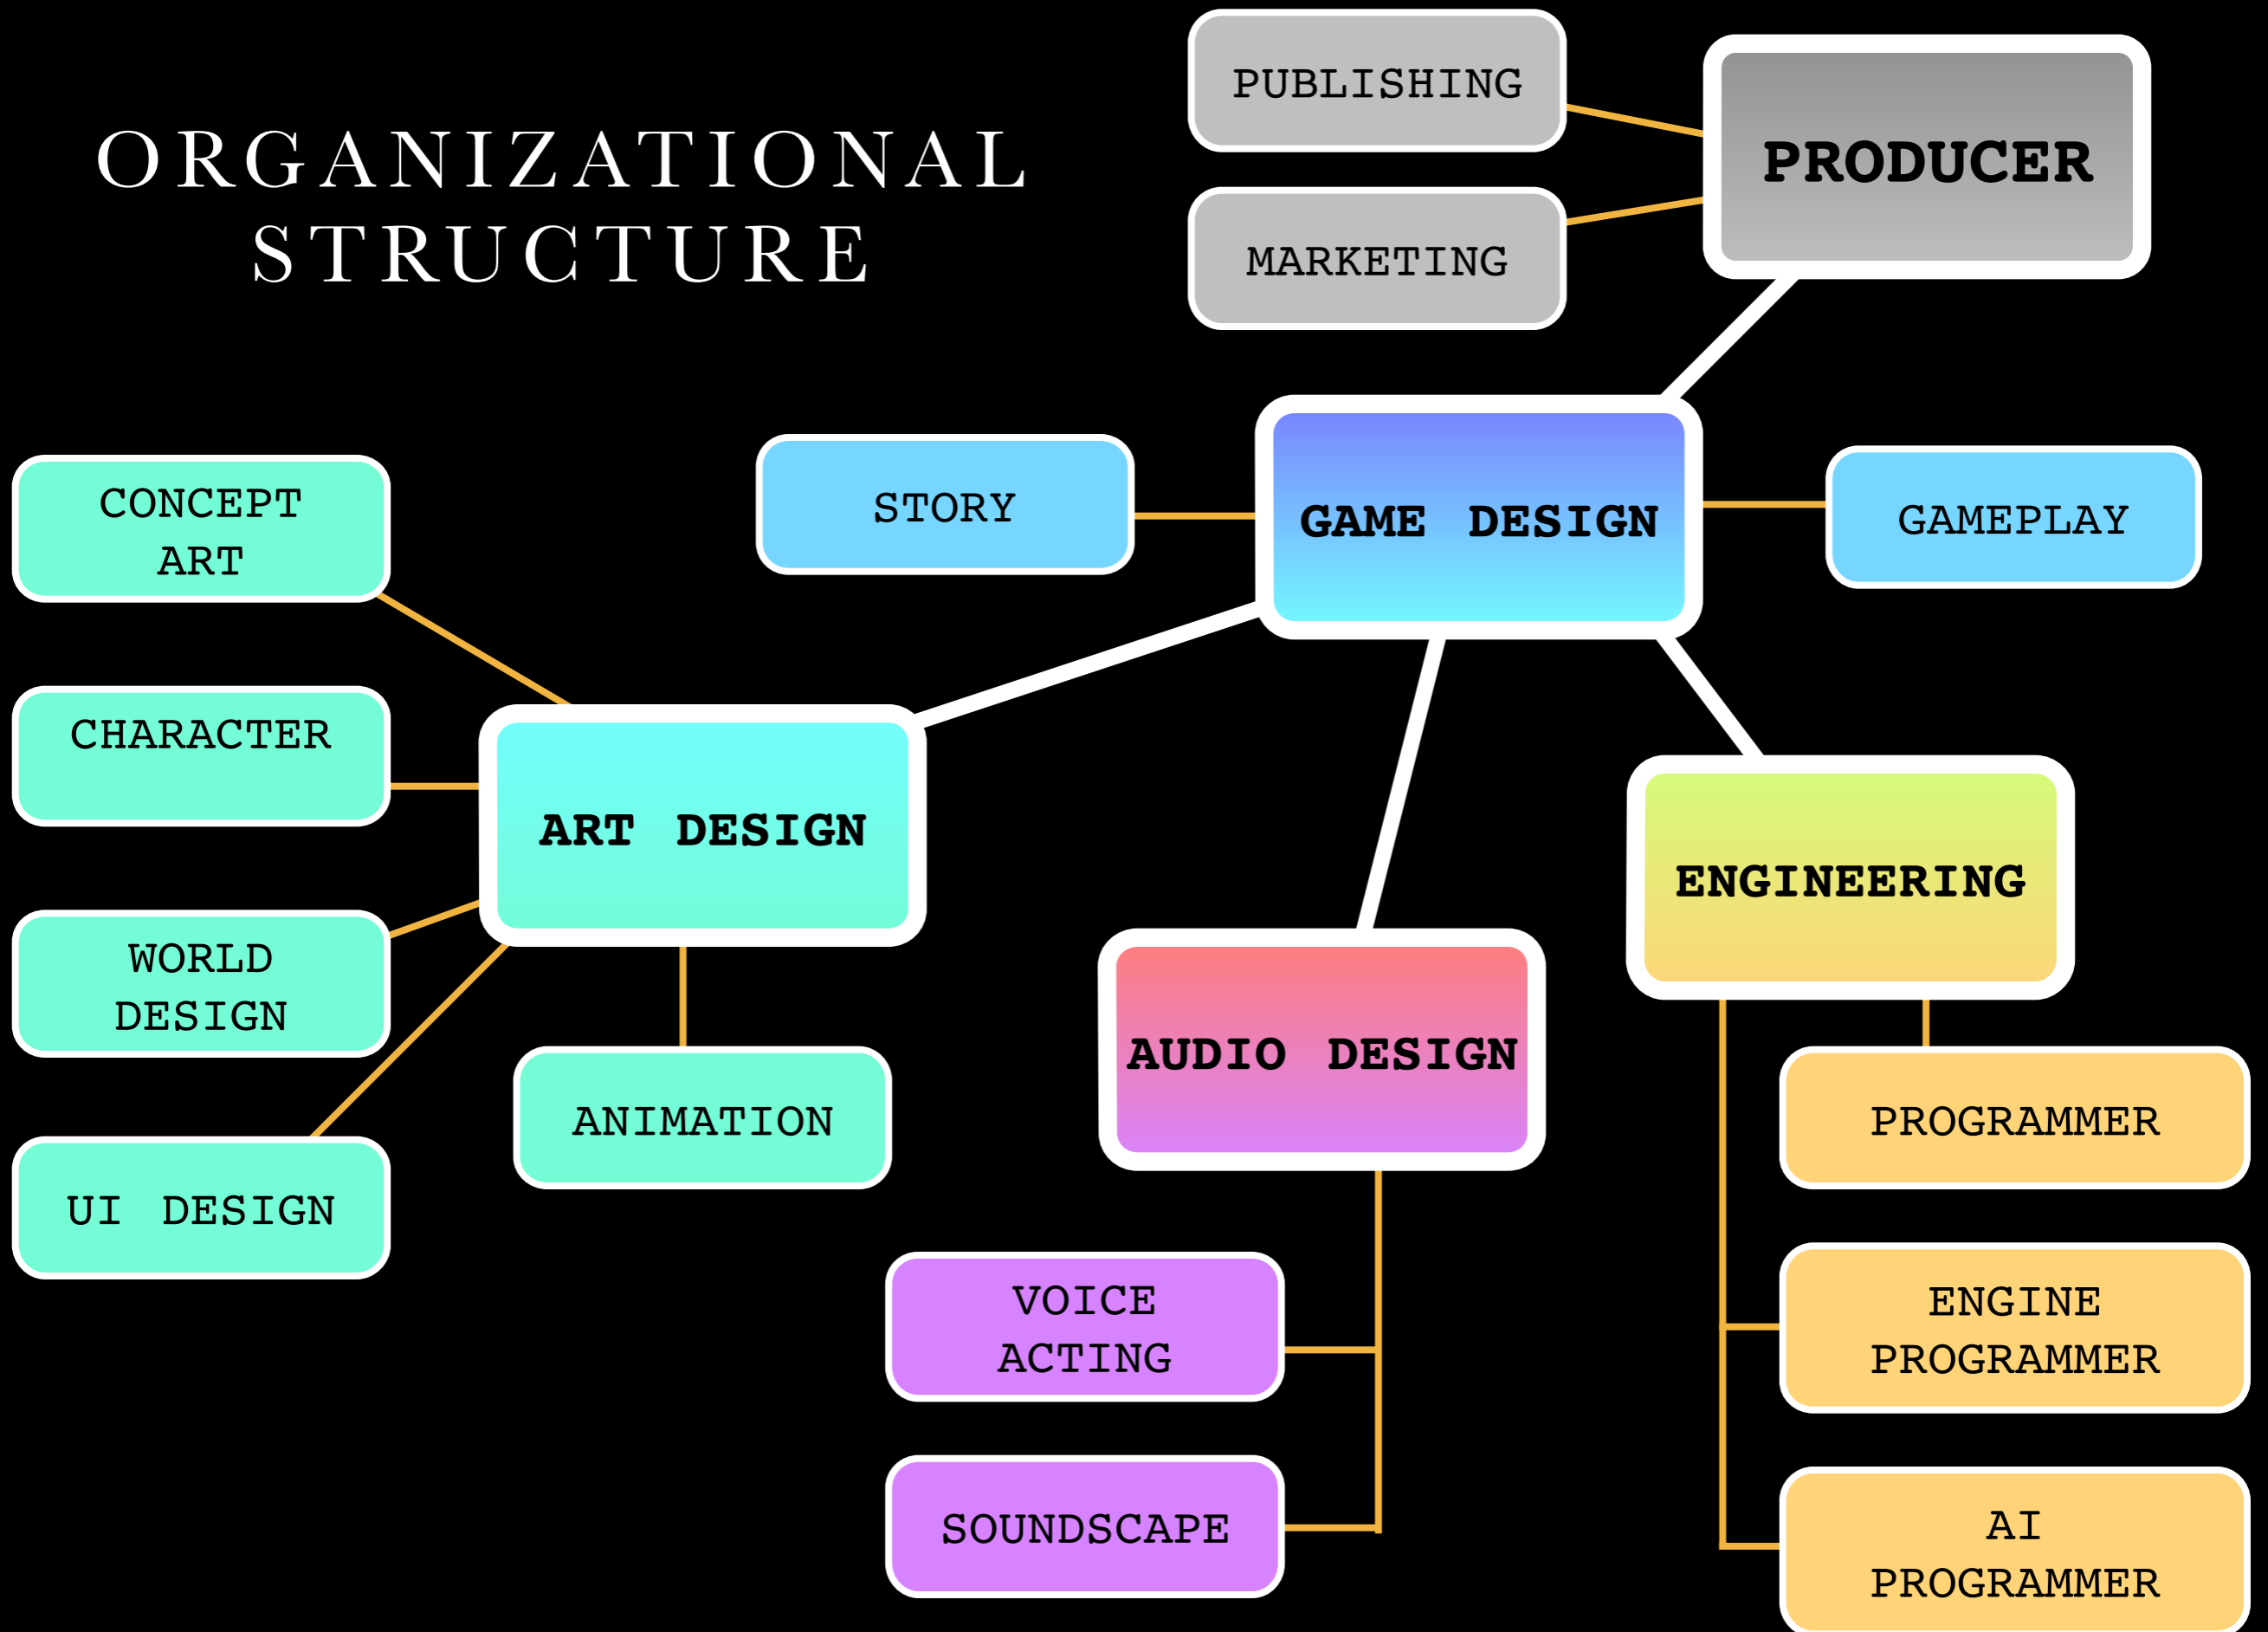 ORGANIZATIONAL
STRUCTURE
PUBLISHING
MARKETING
PRODUCER
STORY
GAME DESIGN
GAMEPLAY
CONCEPT
ART
CHARACTER
WORLD
DESIGN
UI DESIGN
ART DESIGN
ANIMATION
AUDIO DESIGN
VOICE
ACTING
SOUNDSCAPE
ENGINEERING
PROGRAMMER
ENGINE
PROGRAMMER
AI
PROGRAMMER